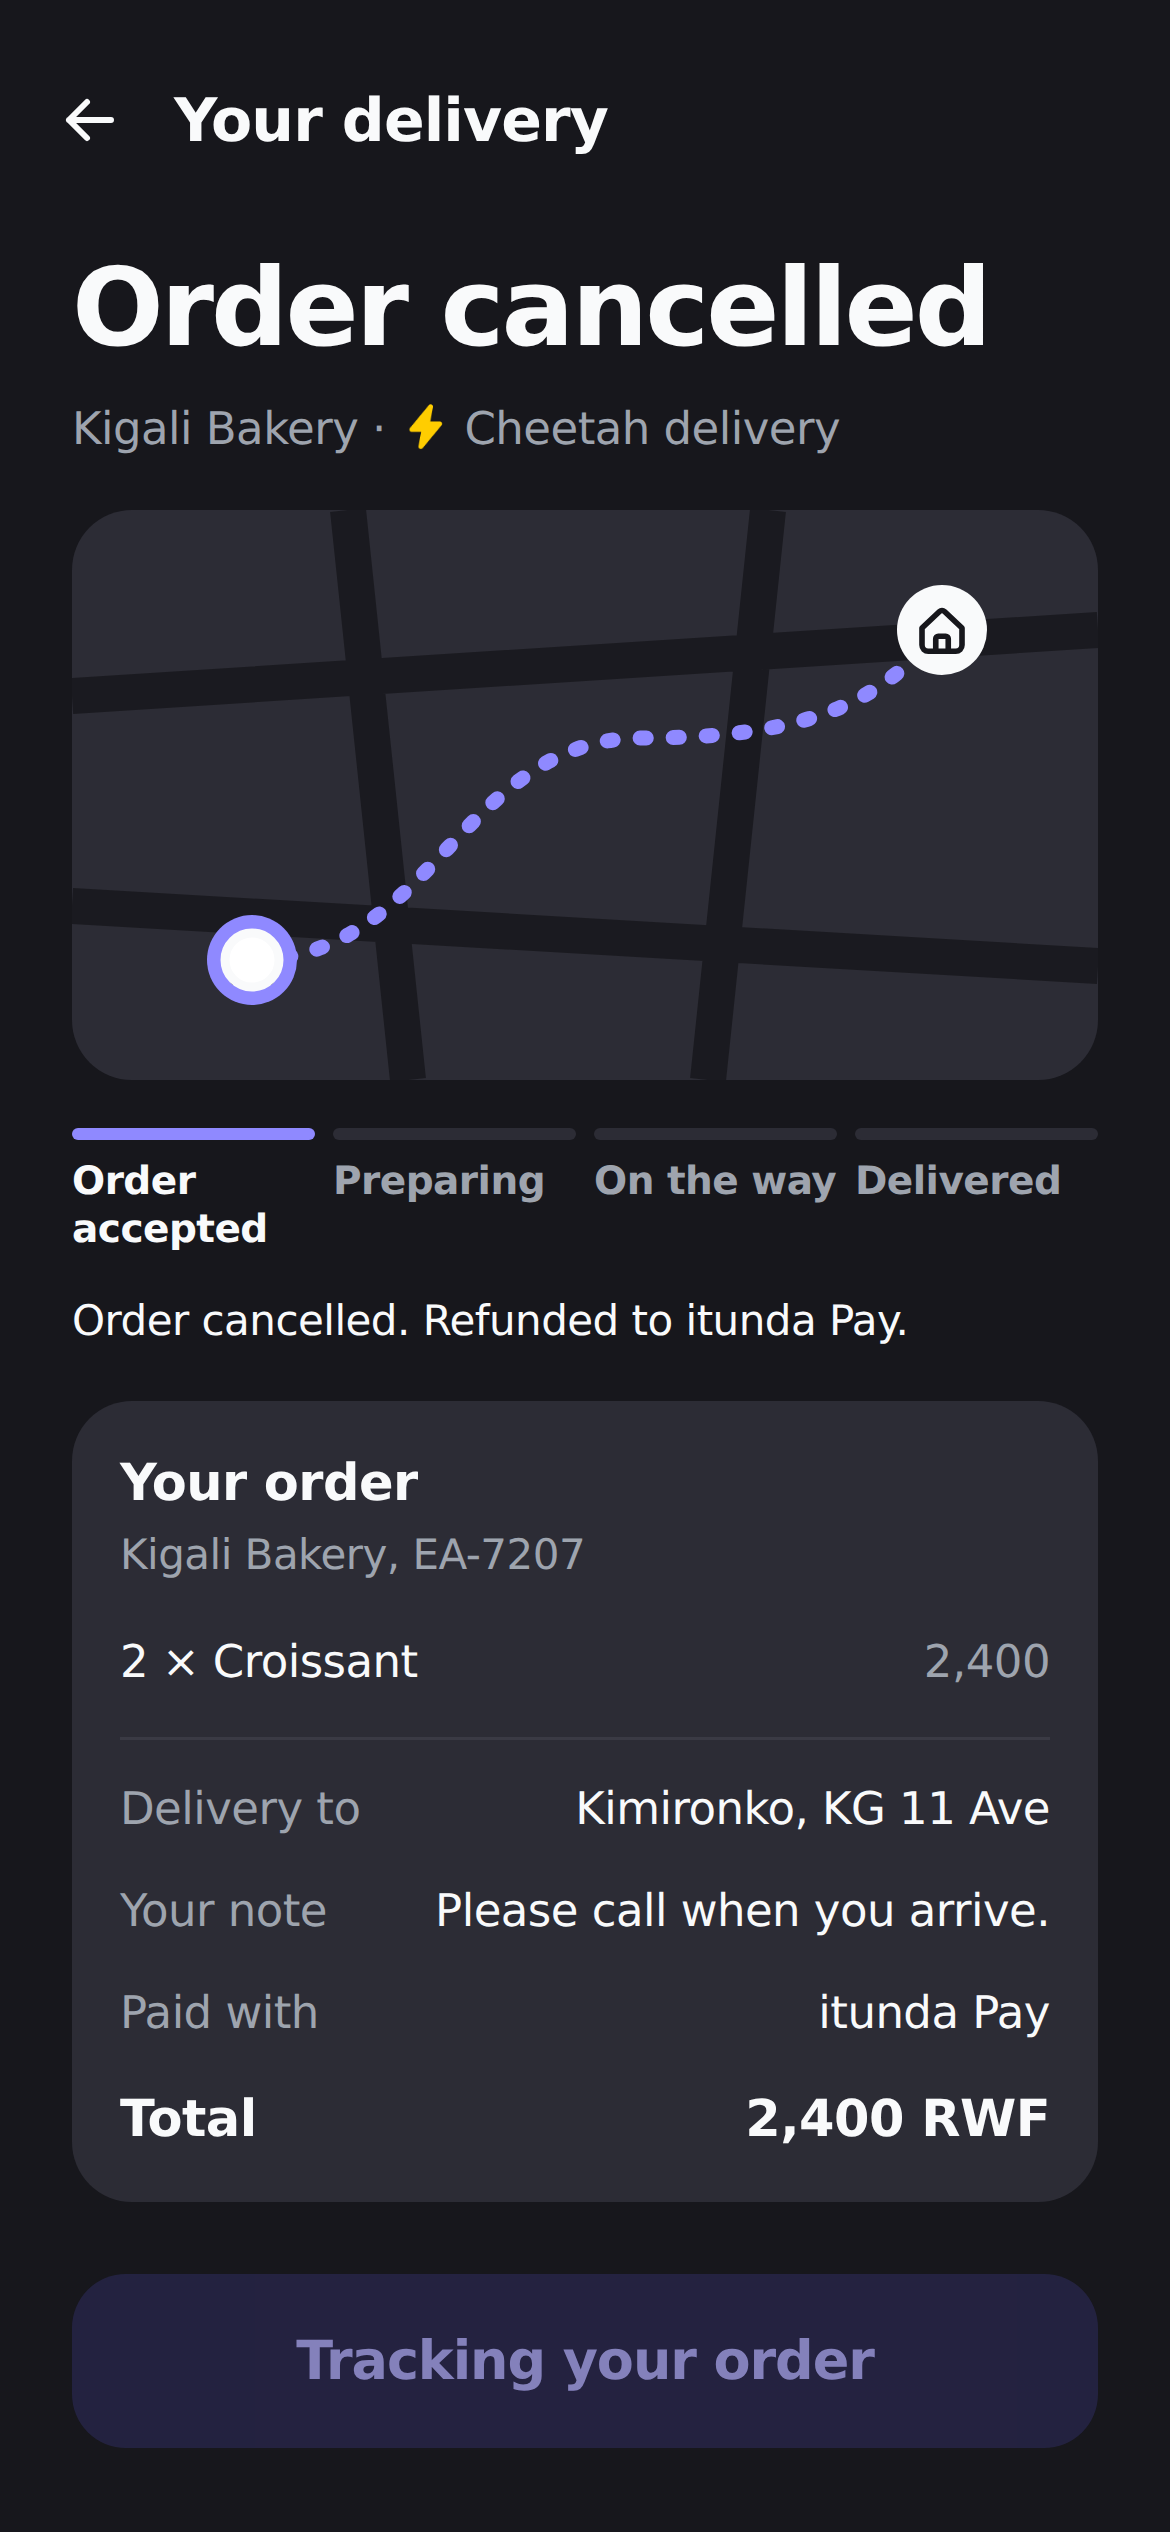 Your delivery
Order cancelled
Kigali Bakery · ⚡ Cheetah delivery
Order accepted
Preparing
On the way
Delivered
Order cancelled. Refunded to itunda Pay.
Your order
Kigali Bakery, EA-7207
2 × Croissant 2,400
Delivery to Kimironko, KG 11 Ave
Your note Please call when you arrive.
Paid with itunda Pay
Total 2,400 RWF
Tracking your order